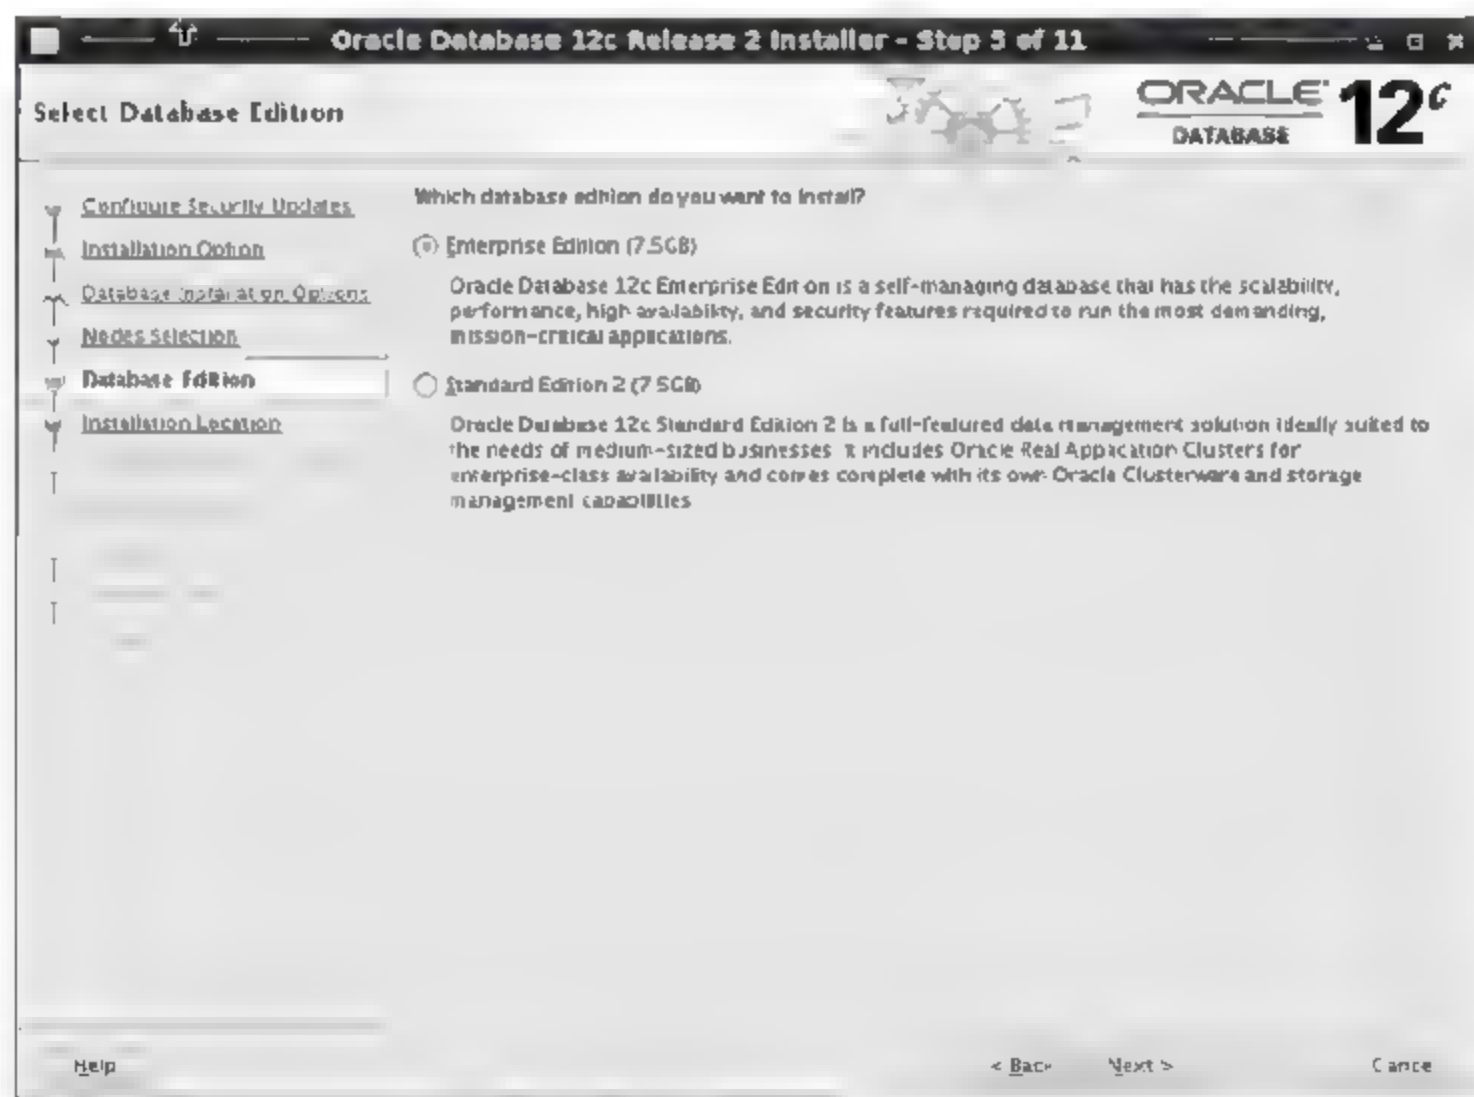 Oracle Database 12c Release 2 Installer - Step 5 of 11
Select Database Edition
ORACLE
DATABASE
12c
Configure Security Updates
Installation Option
Database Installation Options
Nodes Selection
Database Edition
Installation Location
Which database edition do you want to install?
Enterprise Edition (7.5GB)
Oracle Database 12c Enterprise Edition is a self-managing database that has the scalability,
performance, high availability, and security features required to run the most demanding,
mission-critical applications.
Standard Edition 2 (7.5GB)
Oracle Database 12c Standard Edition 2 is a full-featured data management solution ideally suited to
the needs of medium-sized businesses. It includes Oracle Real Application Clusters for
enterprise-class availability and comes complete with its own Oracle Clusterware and storage
management capabilities.
Help
< Back
Next >
Cancel